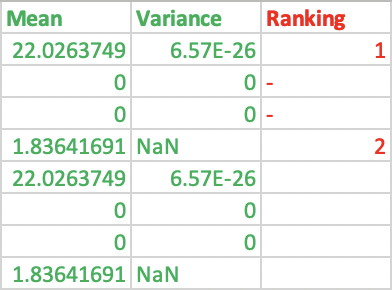 Mean Variance Ranking
22.0263749 6.57E-26 1
0 0 -
0 0 -
1.83641691 NaN 2
22.0263749 6.57E-26
0 0
0 0
1.83641691 NaN